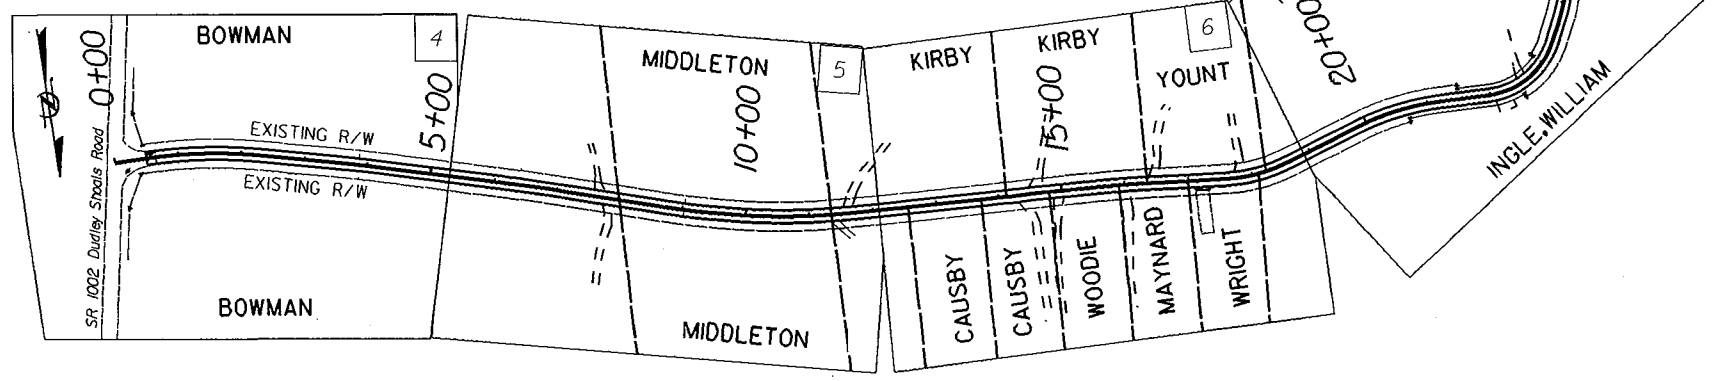 BOWMAN
4
0+00
5+00
SR 1002 Dudley Shoals Road
EXISTING R/W
EXISTING R/W
BOWMAN
MIDDLETON
5
10+00
MIDDLETON
KIRBY
KIRBY
6
15+00
YOUNT
CAUSBY
CAUSBY
WOODIE
MAYNARD
WRIGHT
20+00
INGLE, WILLIAM